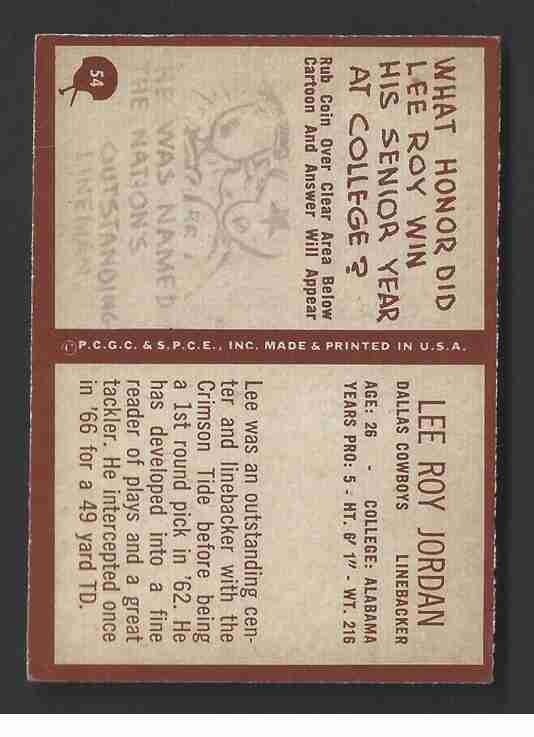 54
WHAT HONOR DID
LEE ROY WIN
HIS SENIOR YEAR
AT COLLEGE?
Rub Coin Over Clear Area Below
Cartoon And Answer Will Appear
HE WAS NAMED
THE NATION'S
OUTSTANDING
© P.C.G.C. & S.P.C.E., INC. MADE & PRINTED IN U.S.A.
LEE ROY JORDAN
DALLAS COWBOYS LINEBACKER
AGE: 26 - COLLEGE: ALABAMA
YEARS PRO: 5 - HT. 6' 1" - WT. 216
Lee was an outstanding cen-
ter and linebacker with the
Crimson Tide before being
a 1st round pick in '62. He
has developed into a fine
reader of plays and a great
tackler. He intercepted once
in '66 for a 49 yard TD.